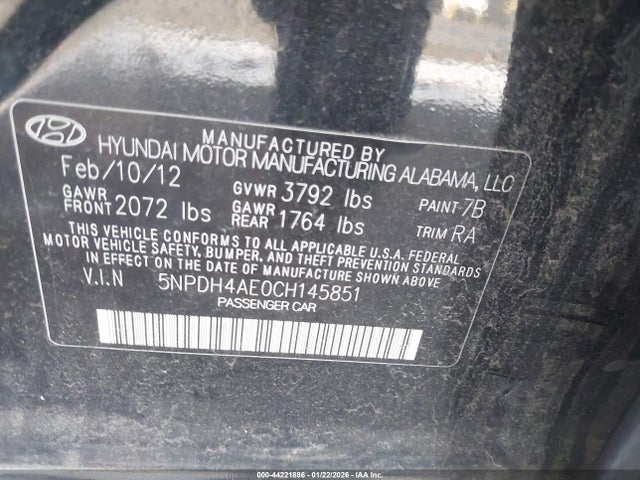 MANUFACTURED BY
HYUNDAI MOTOR MANUFACTURING ALABAMA, LLC
Feb/10/12 GVWR 3792 lbs PAINT 7B
GAWR FRONT 2072 lbs GAWR REAR 1764 lbs TRIM RA
THIS VEHICLE CONFORMS TO ALL APPLICABLE U.S.A. FEDERAL
MOTOR VEHICLE SAFETY, BUMPER, AND THEFT PREVENTION STANDARDS
IN EFFECT ON THE DATE OF MANUFACTURE SHOWN ABOVE
V.I.N 5NPDH4AE0CH145851
PASSENGER CAR
000-44221886 - 01/22/2026 - IAA Inc.